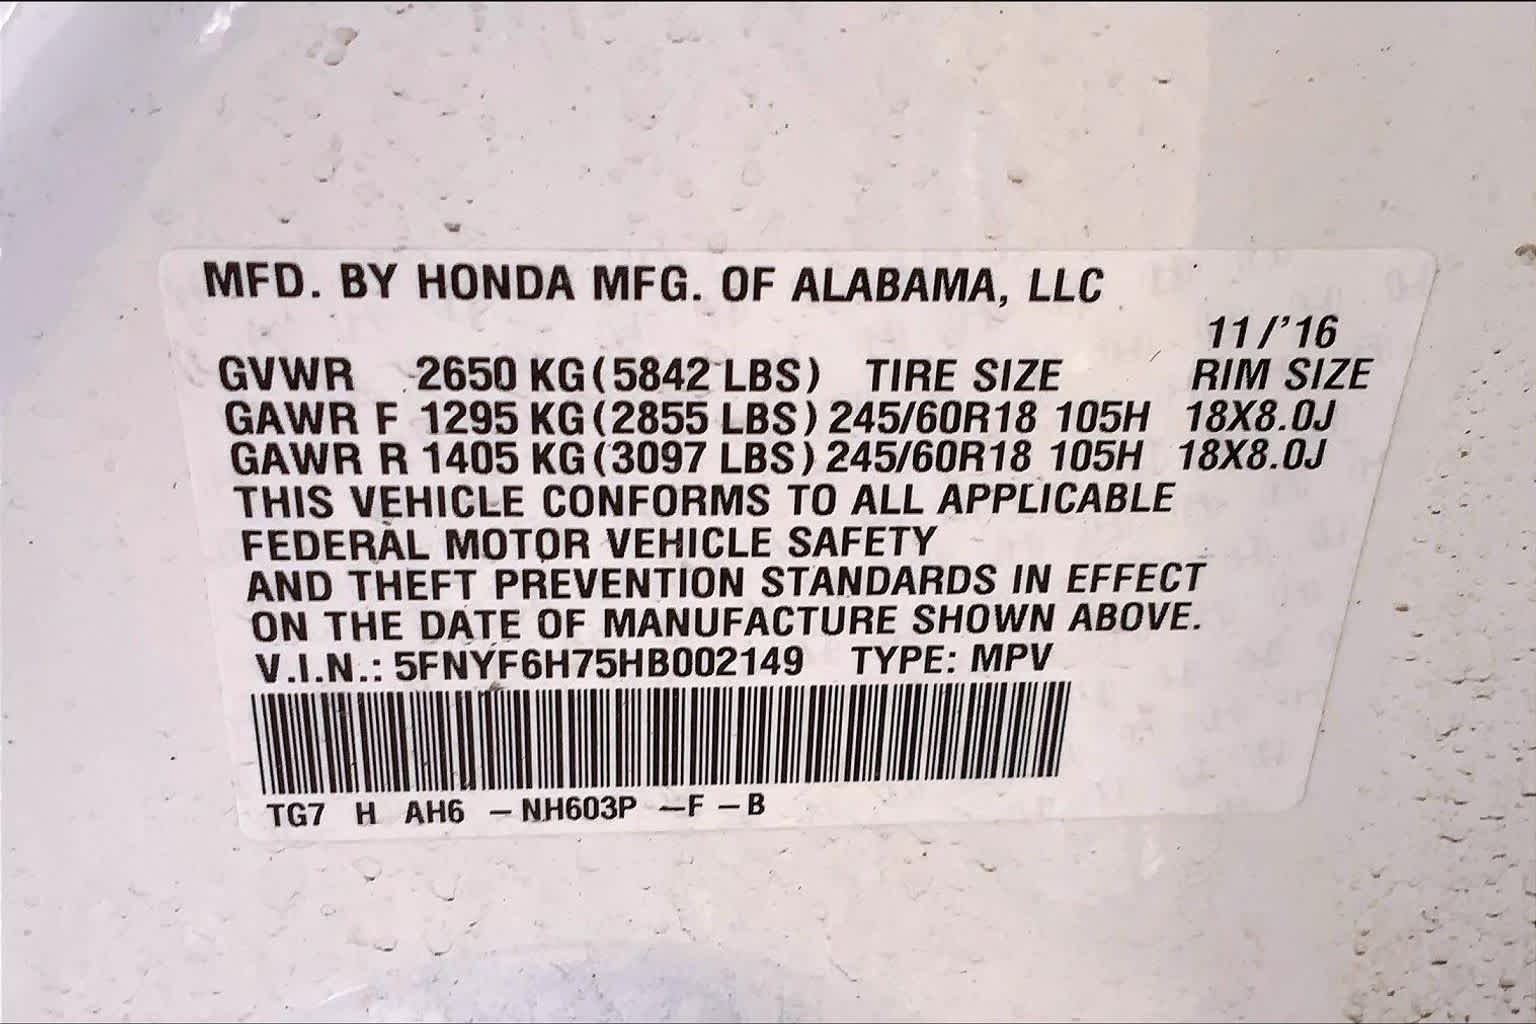 MFD. BY HONDA MFG. OF ALABAMA, LLC
11/'16
GVWR 2650 KG (5842 LBS) TIRE SIZE RIM SIZE
GAWR F 1295 KG (2855 LBS) 245/60R18 105H 18X8.0J
GAWR R 1405 KG (3097 LBS) 245/60R18 105H 18X8.0J
THIS VEHICLE CONFORMS TO ALL APPLICABLE
FEDERAL MOTOR VEHICLE SAFETY
AND THEFT PREVENTION STANDARDS IN EFFECT
ON THE DATE OF MANUFACTURE SHOWN ABOVE.
V.I.N.: 5FNYF6H75HB002149 TYPE: MPV
TG7 H AH6 – NH603P – F – B